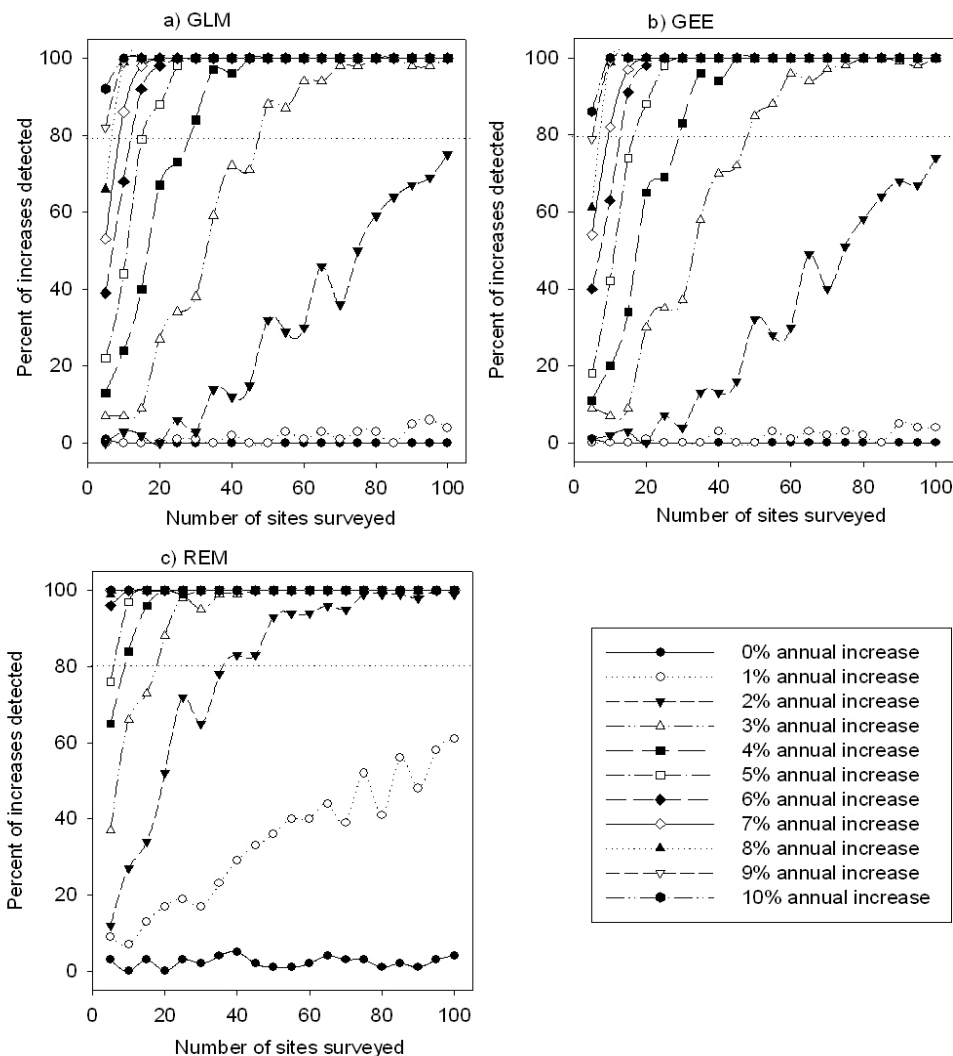 a) GLM
Percent of increases detected
100
80
60
40
20
0
0 20 40 60 80 100
Number of sites surveyed
b) GEE
Percent of increases detected
100
80
60
40
20
0
0 20 40 60 80 100
Number of sites surveyed
c) REM
Percent of increases detected
100
80
60
40
20
0
0 20 40 60 80 100
Number of sites surveyed
0% annual increase
1% annual increase
2% annual increase
3% annual increase
4% annual increase
5% annual increase
6% annual increase
7% annual increase
8% annual increase
9% annual increase
10% annual increase